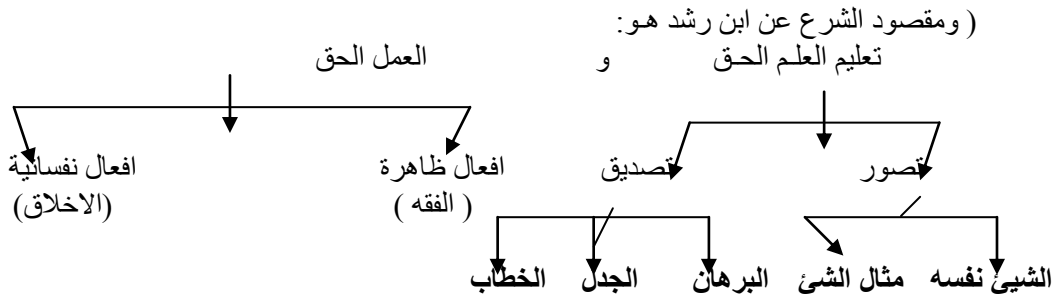 ( ومقصود الشرع عن ابن رشد هو:
تعليم العلم الحق و العمل الحق
تصور تصديق افعال ظاهرة افعال نفسانية
( الفقه ) (الاخلاق)
الشيئ نفسه مثال الشئ البرهان الجدل الخطاب